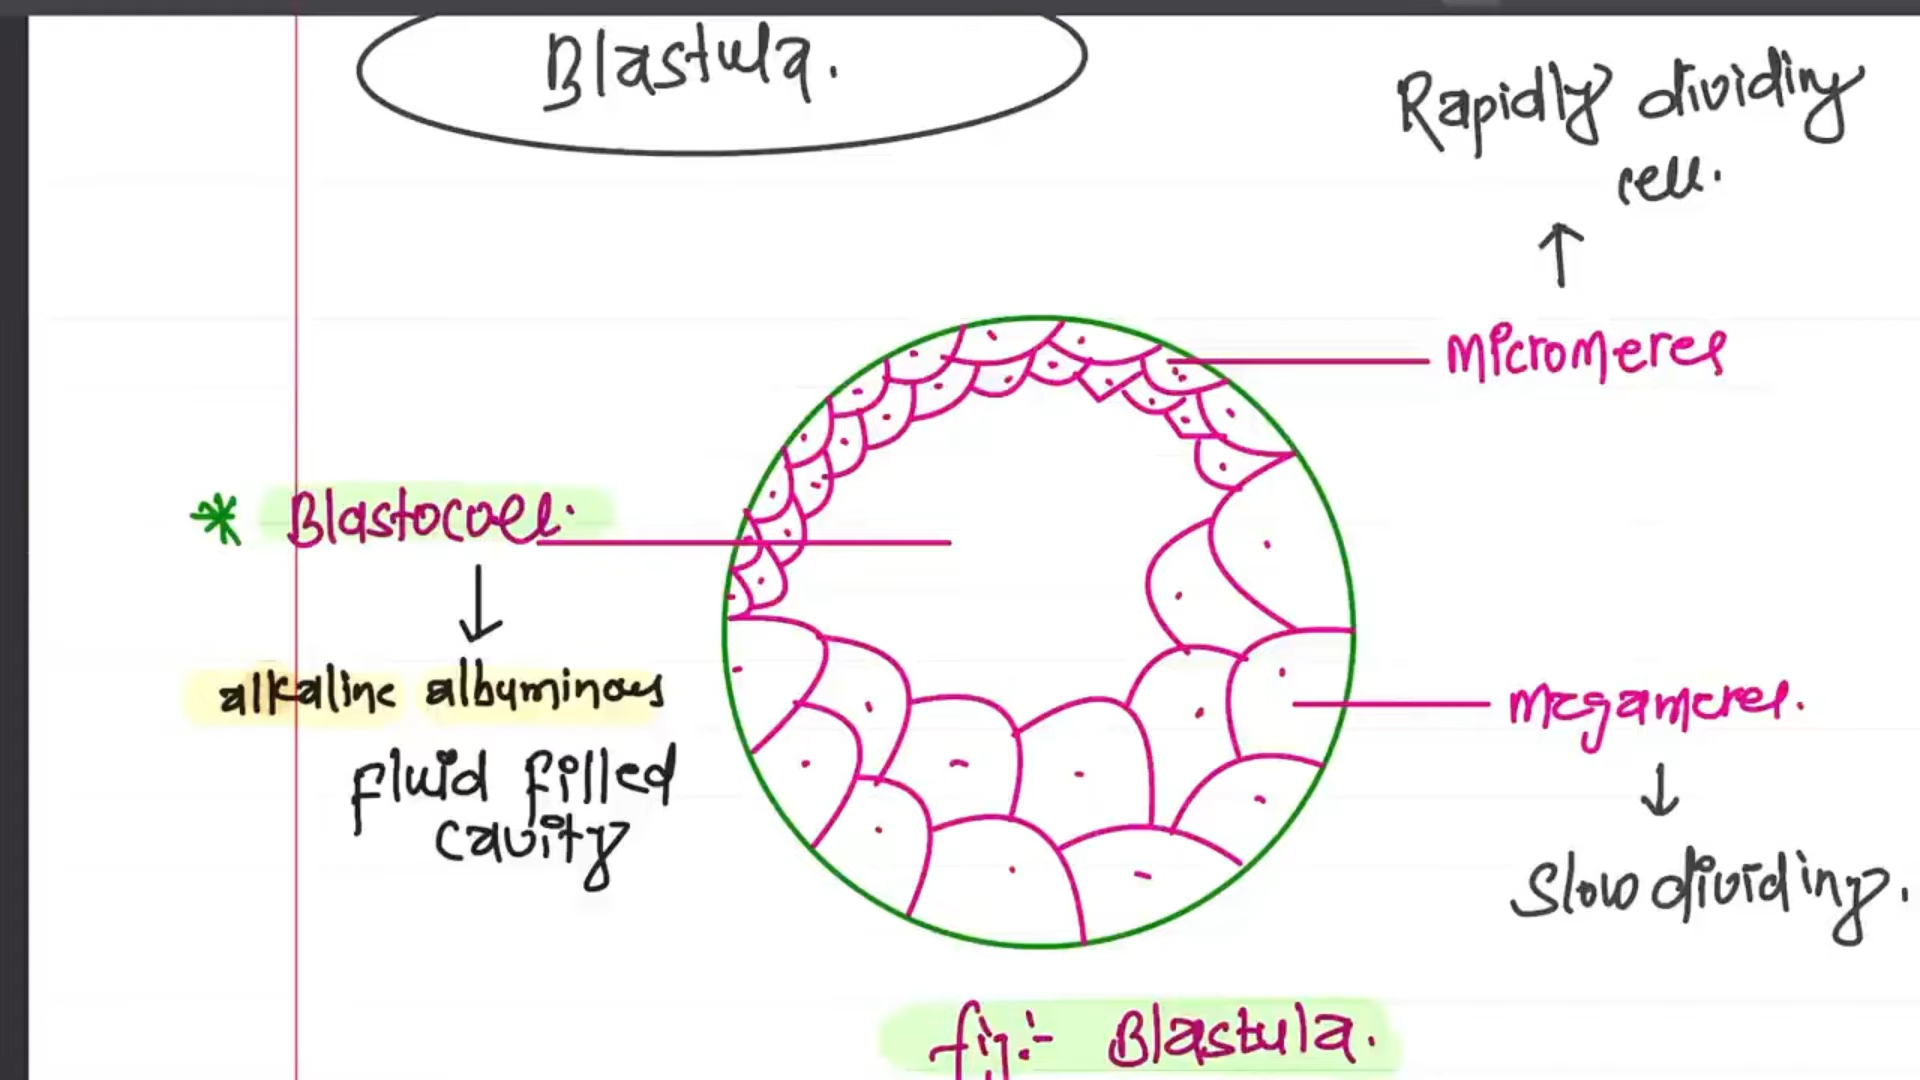 Blastula.
Rapidly dividing
cell.
↑
Micromeres
* Blastocoel.
↓
alkaline albuminous
fluid filled
cavity
Megameres.
↓
Slow dividing.
fig:- Blastula.